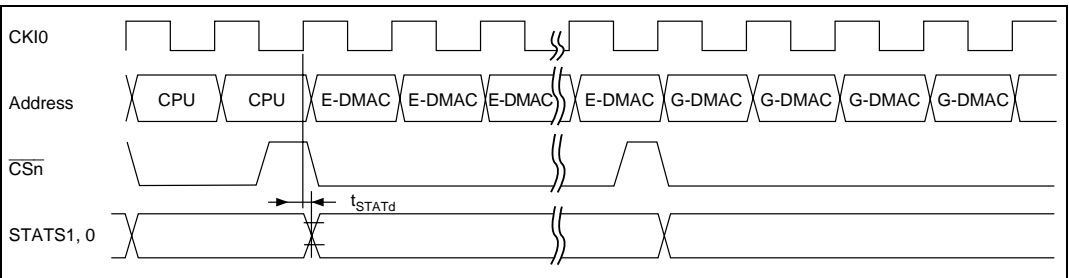 CKI0
Address CPU CPU E-DMAC E-DMAC E-DMAC E-DMAC G-DMAC G-DMAC G-DMAC G-DMAC
CSn
tSTATd
STATS1, 0